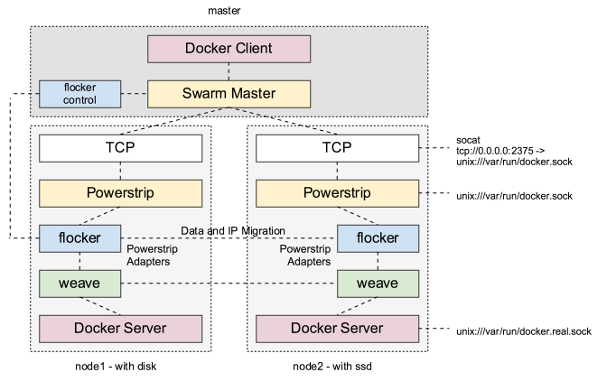 master
Docker Client
flocker
control
Swarm Master
TCP
TCP
socat
tcp://0.0.0.0:2375 ->
unix:///var/run/docker.sock
Powerstrip
Powerstrip
unix:///var/run/docker.sock
flocker
Data and IP Migration
flocker
Powerstrip
Adapters
Powerstrip
Adapters
weave
weave
Docker Server
Docker Server
unix:///var/run/docker.real.sock
node1 - with disk
node2 - with ssd